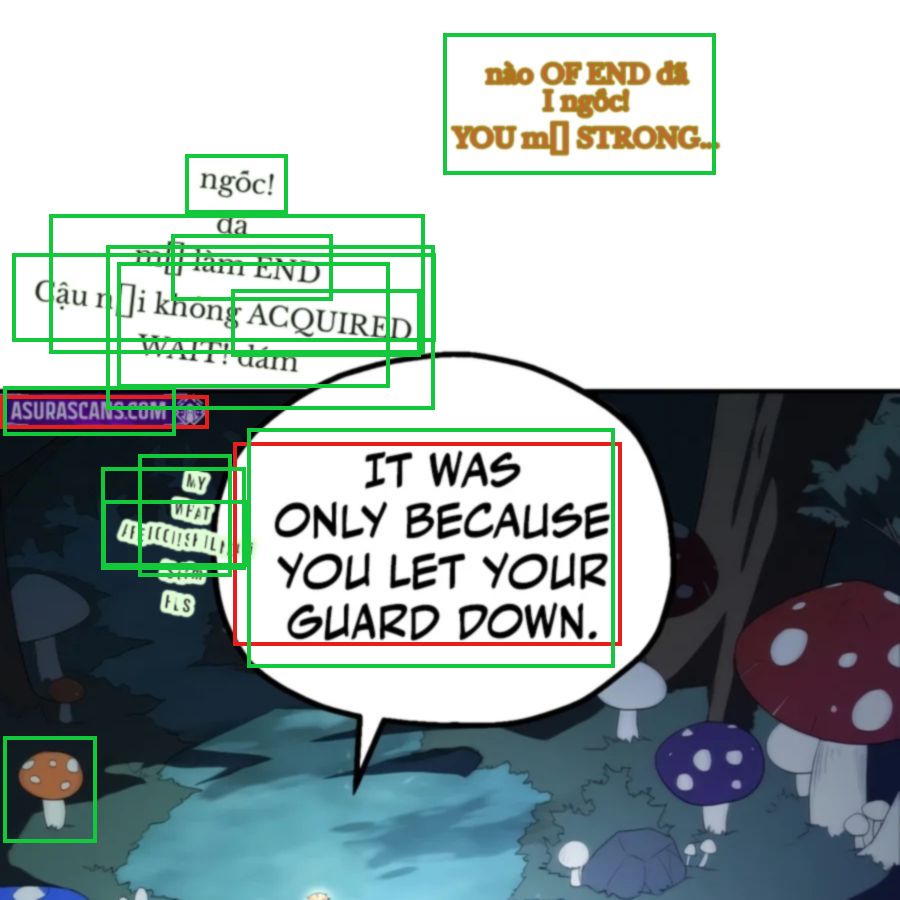 nào OF END đã
I ngốc!
YOU m▯ STRONG...
ngốc!
đã
m▯ làm END
Cậu n▯i không ACQUIRED
WAIT! dám
ASURASCANS.COM
MY
WHAT
IT WAS
ONLY BECAUSE
YOU LET YOUR
GUARD DOWN.